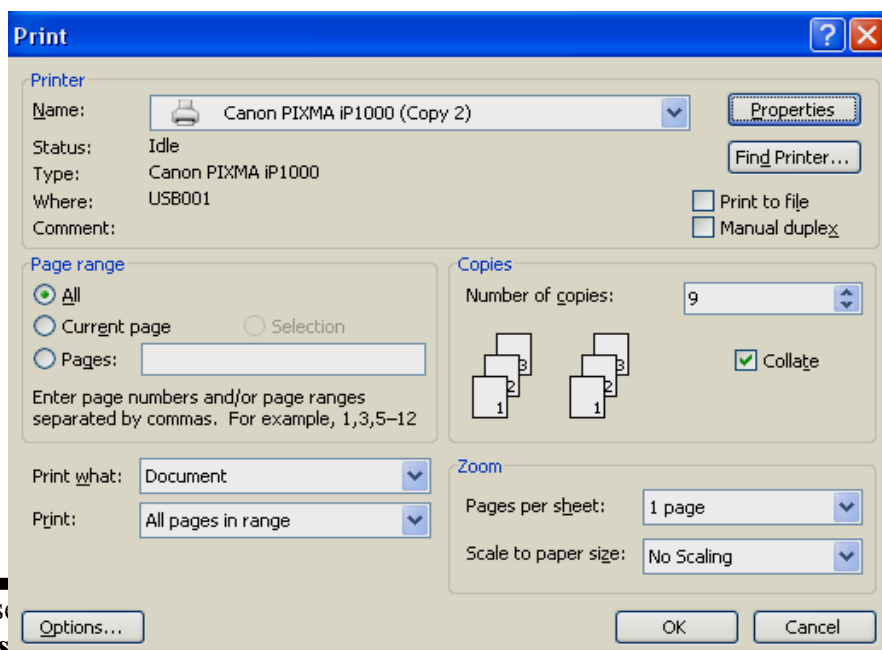 Print
Printer
Name: Canon PIXMA iP1000 (Copy 2) Properties
Status: Idle
Find Printer...
Type: Canon PIXMA iP1000
Where: USB001
Print to file
Comment:
Manual duplex
Page range
All
Current page Selection
Pages:
Enter page numbers and/or page ranges
separated by commas. For example, 1,3,5–12
Copies
Number of copies: 9
1 2 3 1 2 3
Collate
Print what: Document
Print: All pages in range
Zoom
Pages per sheet: 1 page
Scale to paper size: No Scaling
Options... OK Cancel